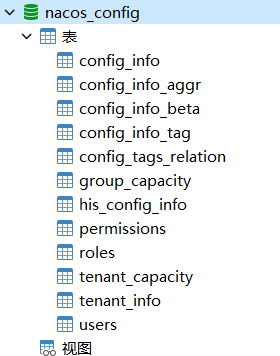 nacos_config
表
config_info
config_info_aggr
config_info_beta
config_info_tag
config_tags_relation
group_capacity
his_config_info
permissions
roles
tenant_capacity
tenant_info
users
视图